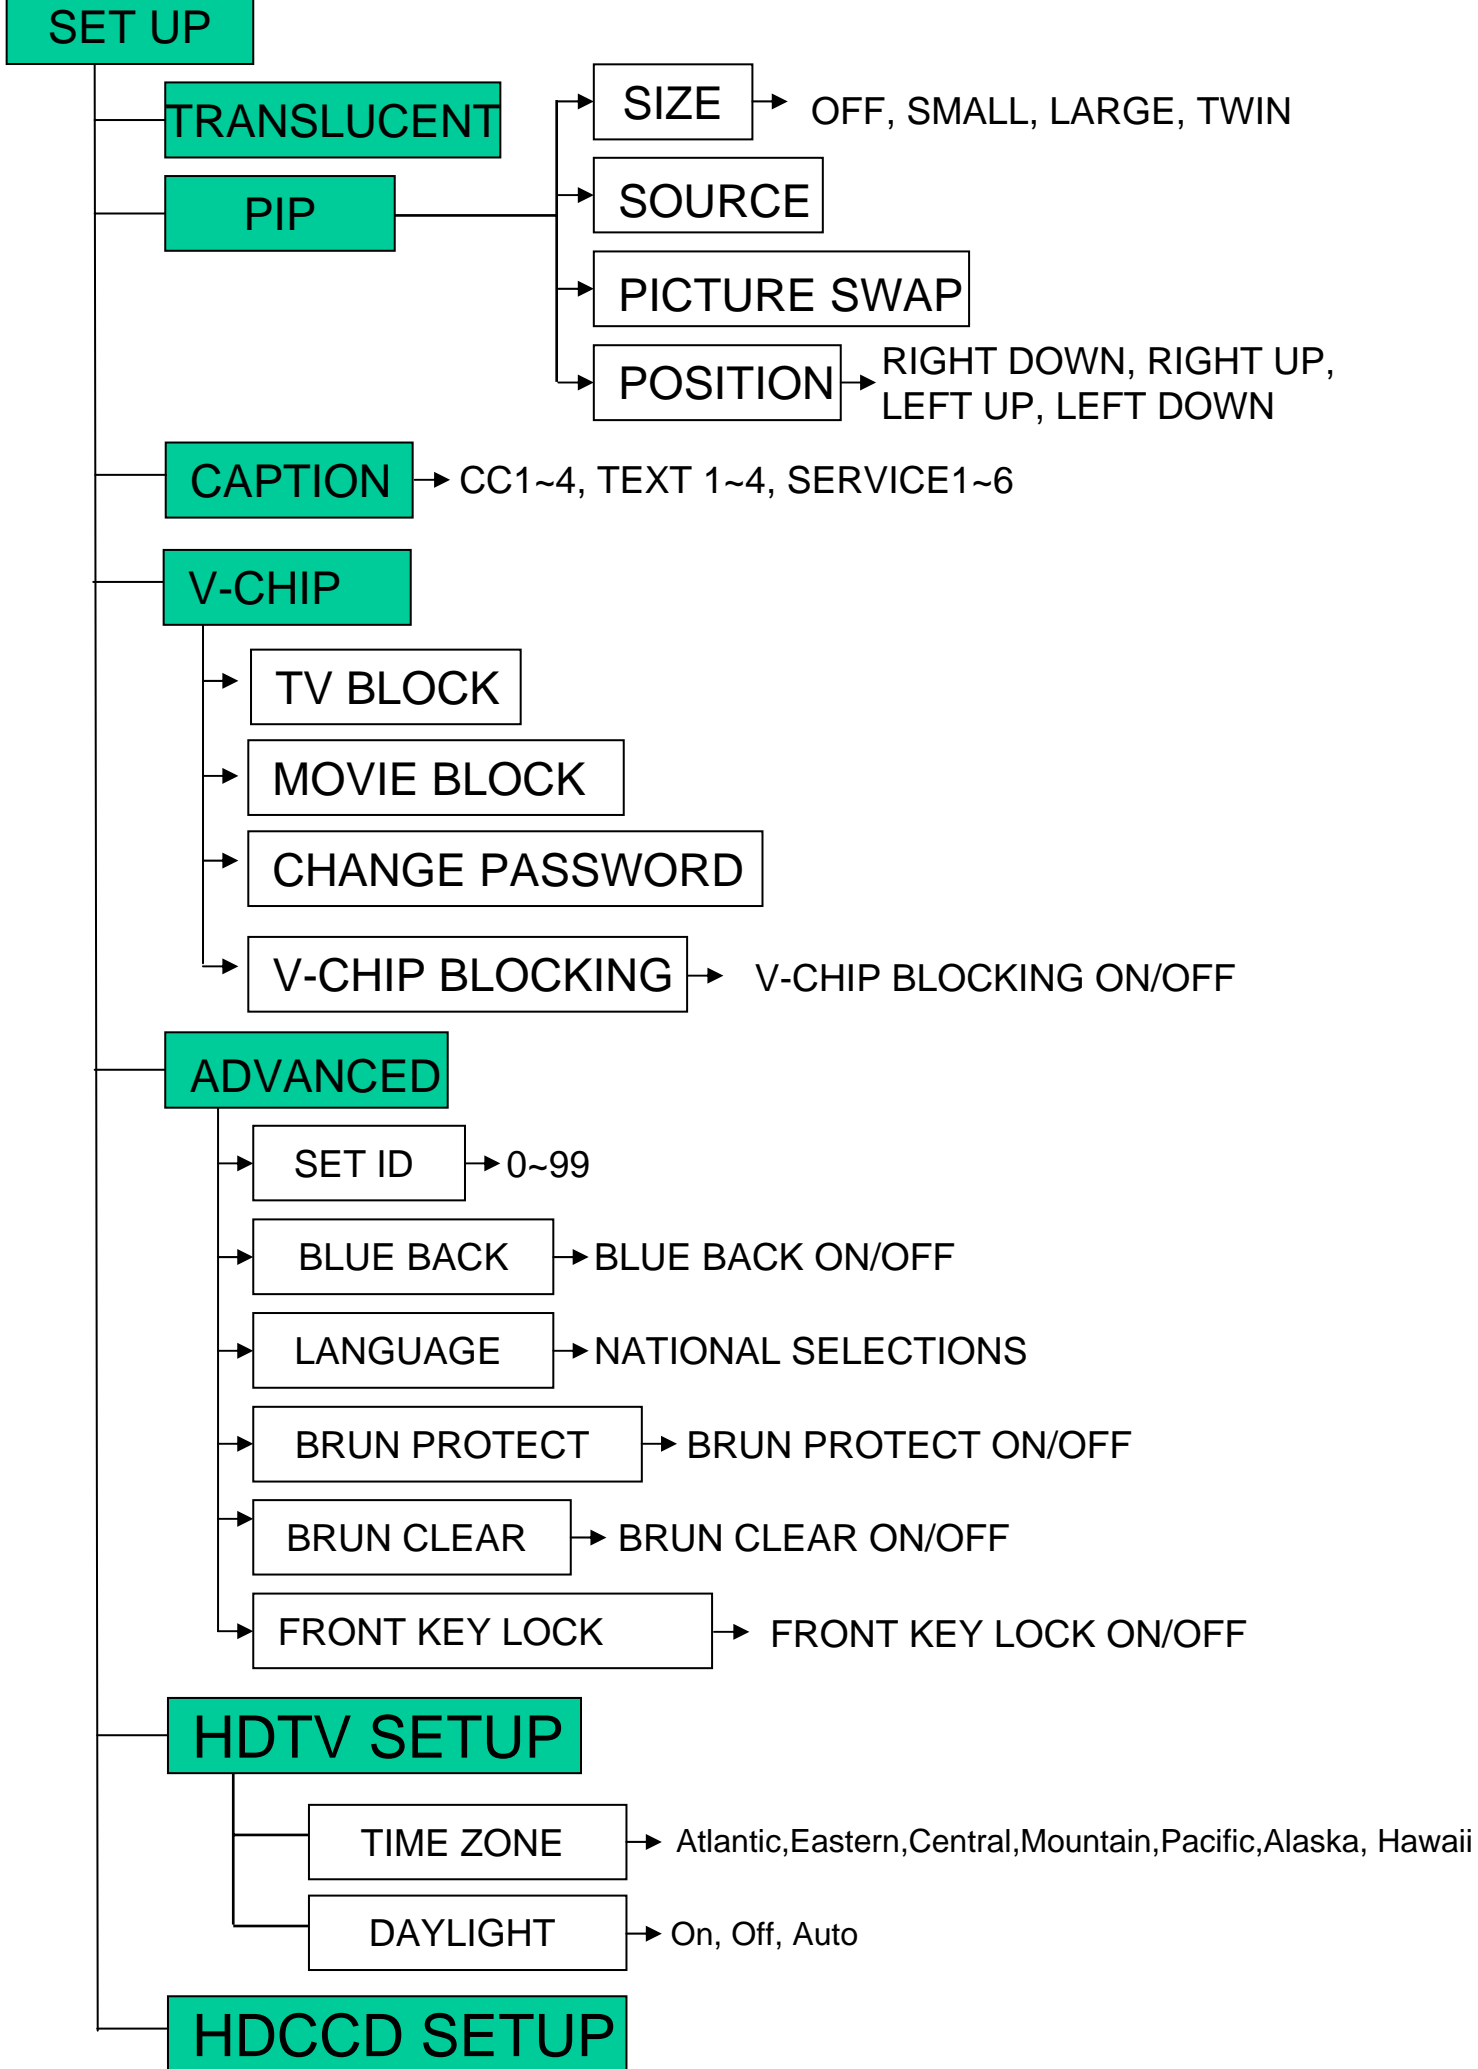 SET UP
TRANSLUCENT
SIZE
OFF, SMALL, LARGE, TWIN
PIP
SOURCE
PICTURE SWAP
POSITION
RIGHT DOWN, RIGHT UP,
LEFT UP, LEFT DOWN
CAPTION
CC1~4, TEXT 1~4, SERVICE1~6
V-CHIP
TV BLOCK
MOVIE BLOCK
CHANGE PASSWORD
V-CHIP BLOCKING
V-CHIP BLOCKING ON/OFF
ADVANCED
SET ID
0~99
BLUE BACK
BLUE BACK ON/OFF
LANGUAGE
NATIONAL SELECTIONS
BRUN PROTECT
BRUN PROTECT ON/OFF
BRUN CLEAR
BRUN CLEAR ON/OFF
FRONT KEY LOCK
FRONT KEY LOCK ON/OFF
HDTV SETUP
TIME ZONE
Atlantic,Eastern,Central,Mountain,Pacific,Alaska, Hawaii
DAYLIGHT
On, Off, Auto
HDCCD SETUP